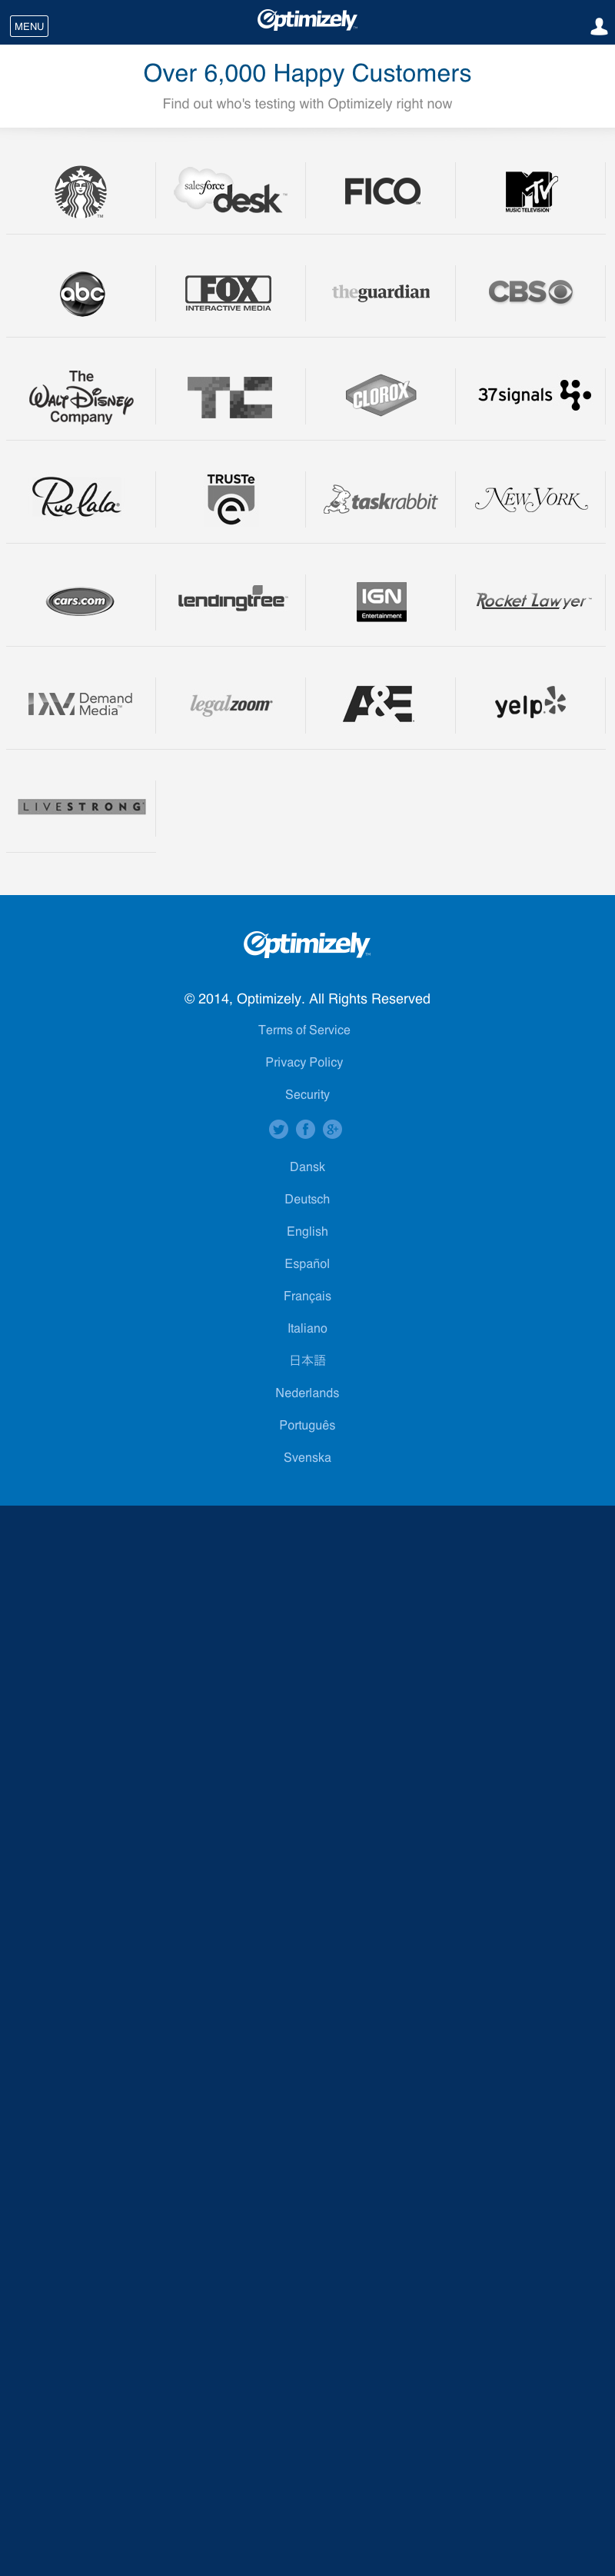 MENU
Optimizely
Over 6,000 Happy Customers
Find out who's testing with Optimizely right now
salesforce desk™
FICO
MTV
MUSIC TELEVISION
abc
FOX
INTERACTIVE MEDIA
theguardian
CBS
The
WALT DISNEY
Company
TC
CLOROX
37signals
Rue La La
TRUSTe
e
taskrabbit
NEW YORK
cars.com
lendingtree
IGN
Entertainment
Rocket Lawyer
DM Demand
Media™
legalzoom
A&E
yelp
LIVESTRONG
Optimizely
© 2014, Optimizely. All Rights Reserved
Terms of Service
Privacy Policy
Security
f g+
Dansk
Deutsch
English
Español
Français
Italiano
日本語
Nederlands
Português
Svenska